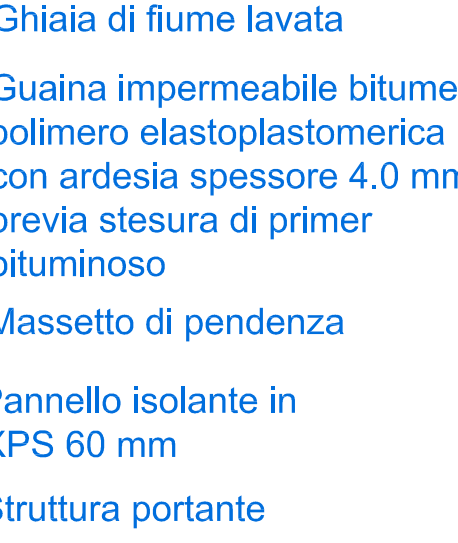 Ghiaia di fiume lavata
Guaina impermeabile bitume
polimero elastoplastomerica
con ardesia spessore 4.0 mm
previa stesura di primer
bituminoso
Massetto di pendenza
Pannello isolante in
XPS 60 mm
Struttura portante